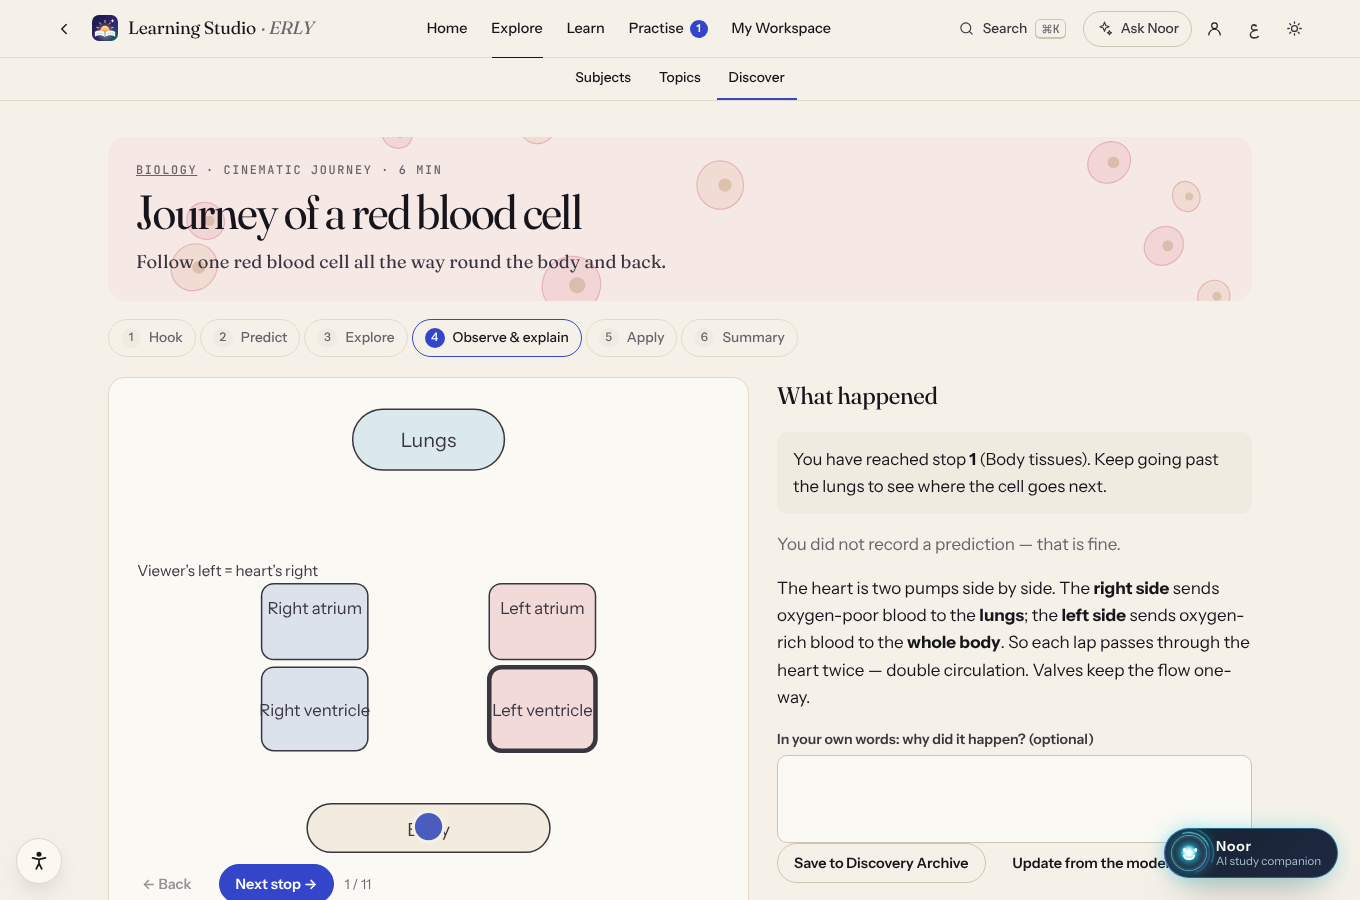 Learning Studio · ERLY
Home
Explore
Learn
Practise 1
My Workspace
Search ⌘K
Ask Noor
ع
Subjects
Topics
Discover
BIOLOGY · CINEMATIC JOURNEY · 6 MIN
Journey of a red blood cell
Follow one red blood cell all the way round the body and back.
1 Hook
2 Predict
3 Explore
4 Observe & explain
5 Apply
6 Summary
Lungs
Viewer's left = heart's right
Right atrium
Left atrium
Right ventricle
Left ventricle
← Back
Next stop →
1 / 11
What happened
You have reached stop 1 (Body tissues). Keep going past
the lungs to see where the cell goes next.
You did not record a prediction — that is fine.
The heart is two pumps side by side. The right side sends
oxygen-poor blood to the lungs; the left side sends oxygen-
rich blood to the whole body. So each lap passes through the
heart twice — double circulation. Valves keep the flow one-
way.
In your own words: why did it happen? (optional)
Save to Discovery Archive
Update from the
Noor
AI study companion